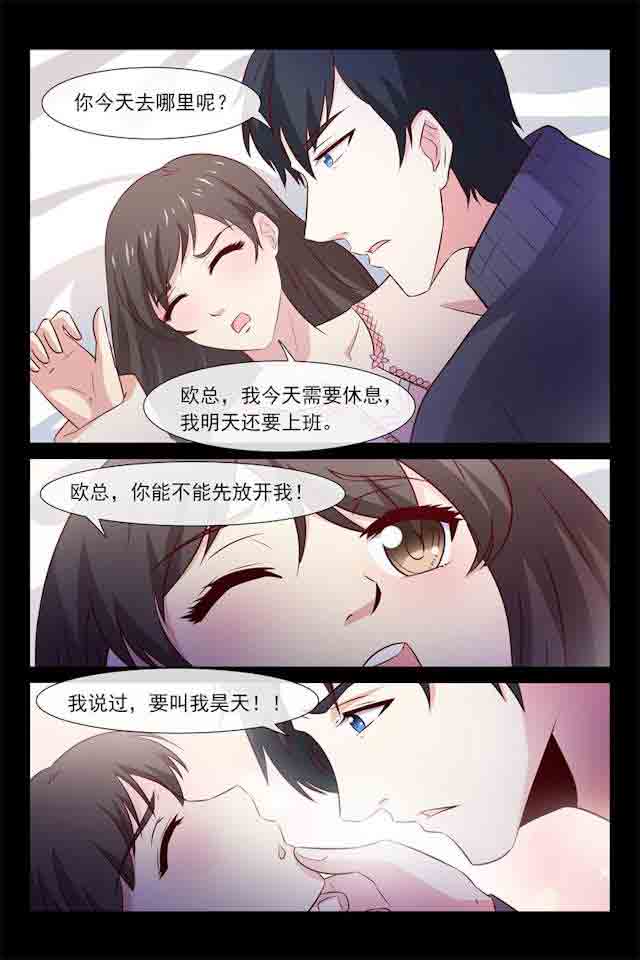 你今天去哪里呢?
欧总，我今天需要休息，
我明天还要上班。
欧总，你能不能先放开我!
我说过，要叫我昊天!!